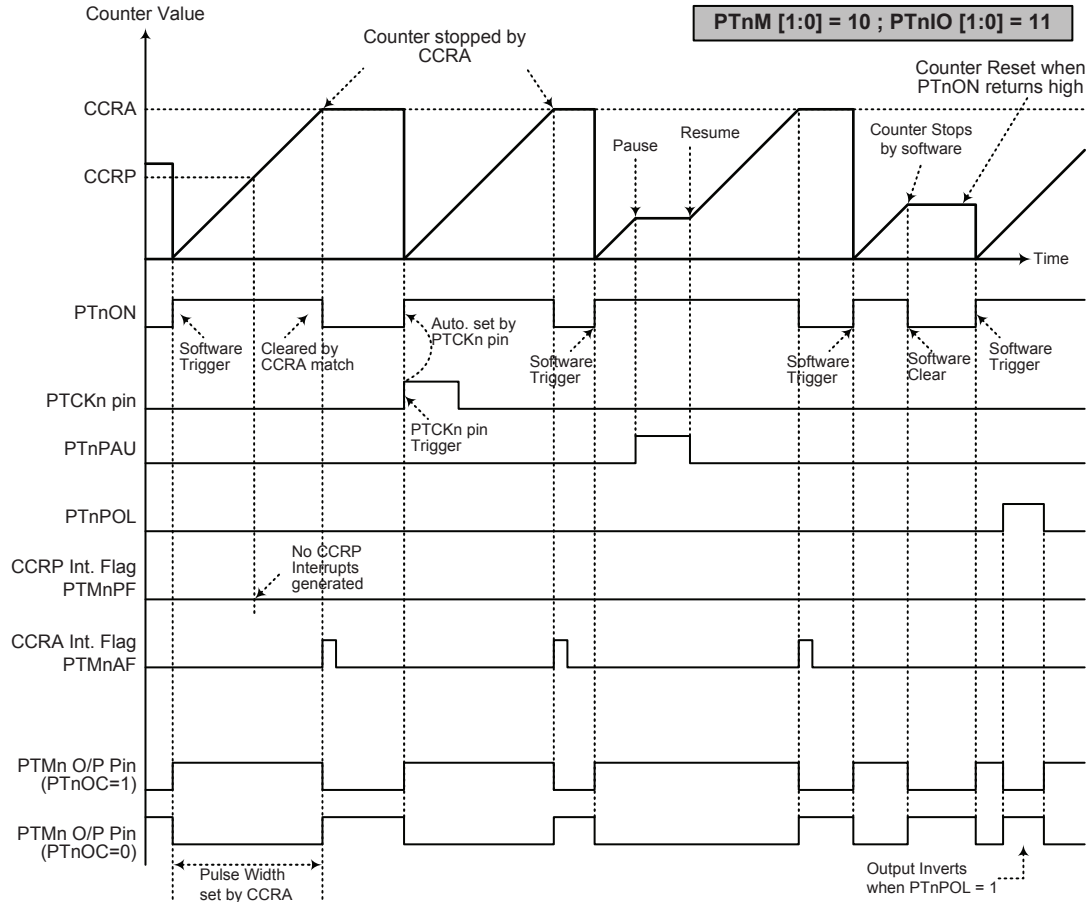 Counter Value
PTnM [1:0] = 10 ; PTnIO [1:0] = 11
Counter stopped by
CCRA
Counter Reset when
PTnON returns high
CCRA
Pause
Resume
Counter Stops
by software
CCRP
Time
PTnON
Software
Trigger
Cleared by
CCRA match
Auto. set by
PTCKn pin
Software
Trigger
Software
Trigger
Software
Clear
Software
Trigger
PTCKn pin
PTCKn pin
Trigger
PTnPAU
PTnPOL
No CCRP
Interrupts
generated
CCRP Int. Flag
PTMnPF
CCRA Int. Flag
PTMnAF
PTMn O/P Pin
(PTnOC=1)
PTMn O/P Pin
(PTnOC=0)
Pulse Width
set by CCRA
Output Inverts
when PTnPOL = 1